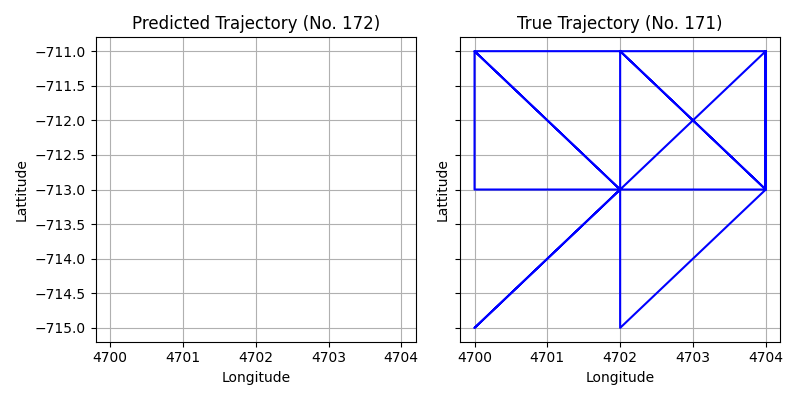 Predicted Trajectory (No. 172)
True Trajectory (No. 171)
−711.0
−711.5
−712.0
−712.5
−713.0
−713.5
−714.0
−714.5
−715.0
Lattitude
Lattitude
4700 4701 4702 4703 4704
4700 4701 4702 4703 4704
Longitude
Longitude